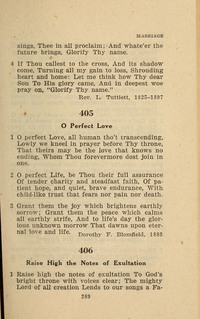 MARRIAGE
sings, Thee in all proclaim; And whate'er the
future brings, Glorify Thy name.
4 If Thou callest to the cross, And its shadow
come, Turning all my gain to loss, Shrouding
heart and home: Let me think how Thy dear
Son To His glory came, And in deepest woe
pray on, "Glorify Thy name."
Rev. L. Tuttiett, 1825-1897
405
O Perfect Love
1 O perfect Love, all human tho't transcending,
Lowly we kneel in prayer before Thy throne,
That theirs may be the love that knows no
ending, Whom Thou forevermore dost join in
one.
2 O perfect Life, be Thou their full assurance
Of tender charity and steadfast faith, Of pa-
tient hope, and quiet, brave endurance, With
child-like trust that fears nor pain nor death.
3 Grant them the joy which brightens earthly
sorrow; Grant them the peace which calms
all earthly strife, And to life's day the glori-
ous unknown morrow That dawns upon eter-
nal love and life. Dorothy F. Blomfield, 1883
406
Raise High the Notes of Exultation
1 Raise high the notes of exultation To God's
bright throne with voices clear; The mighty
Lord of all creation Lends to our songs a Fa-
289